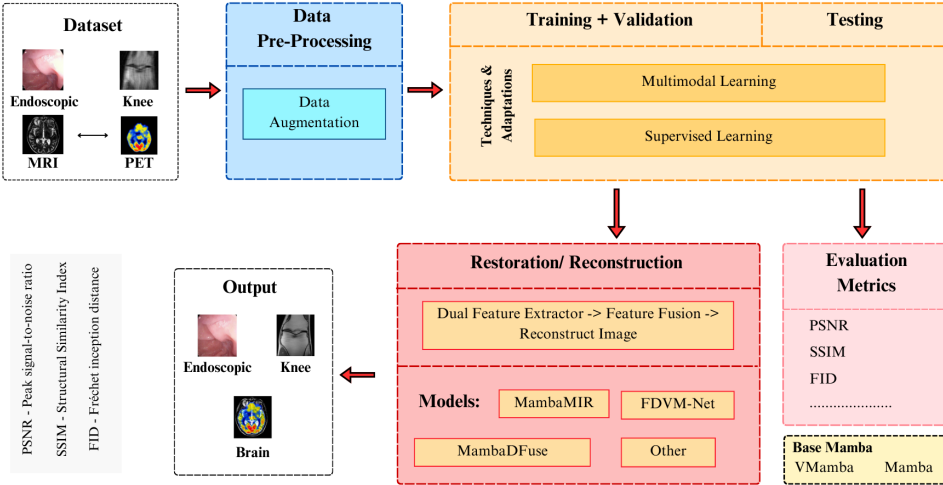 Dataset
Endoscopic
Knee
MRI
PET
Data
Pre-Processing
Data
Augmentation
Training + Validation
Testing
Techniques &
Adaptations
Multimodal Learning
Supervised Learning
PSNR - Peak signal-to-noise ratio
SSIM - Structural Similarity Index
FID - Fréchet inception distance
Output
Endoscopic
Knee
Brain
Restoration/ Reconstruction
Dual Feature Extractor -> Feature Fusion ->
Reconstruct Image
Models:
MambaMIR
FDVM-Net
MambaDFuse
Other
Evaluation
Metrics
PSNR
SSIM
FID
......................
Base Mamba
VMamba Mamba